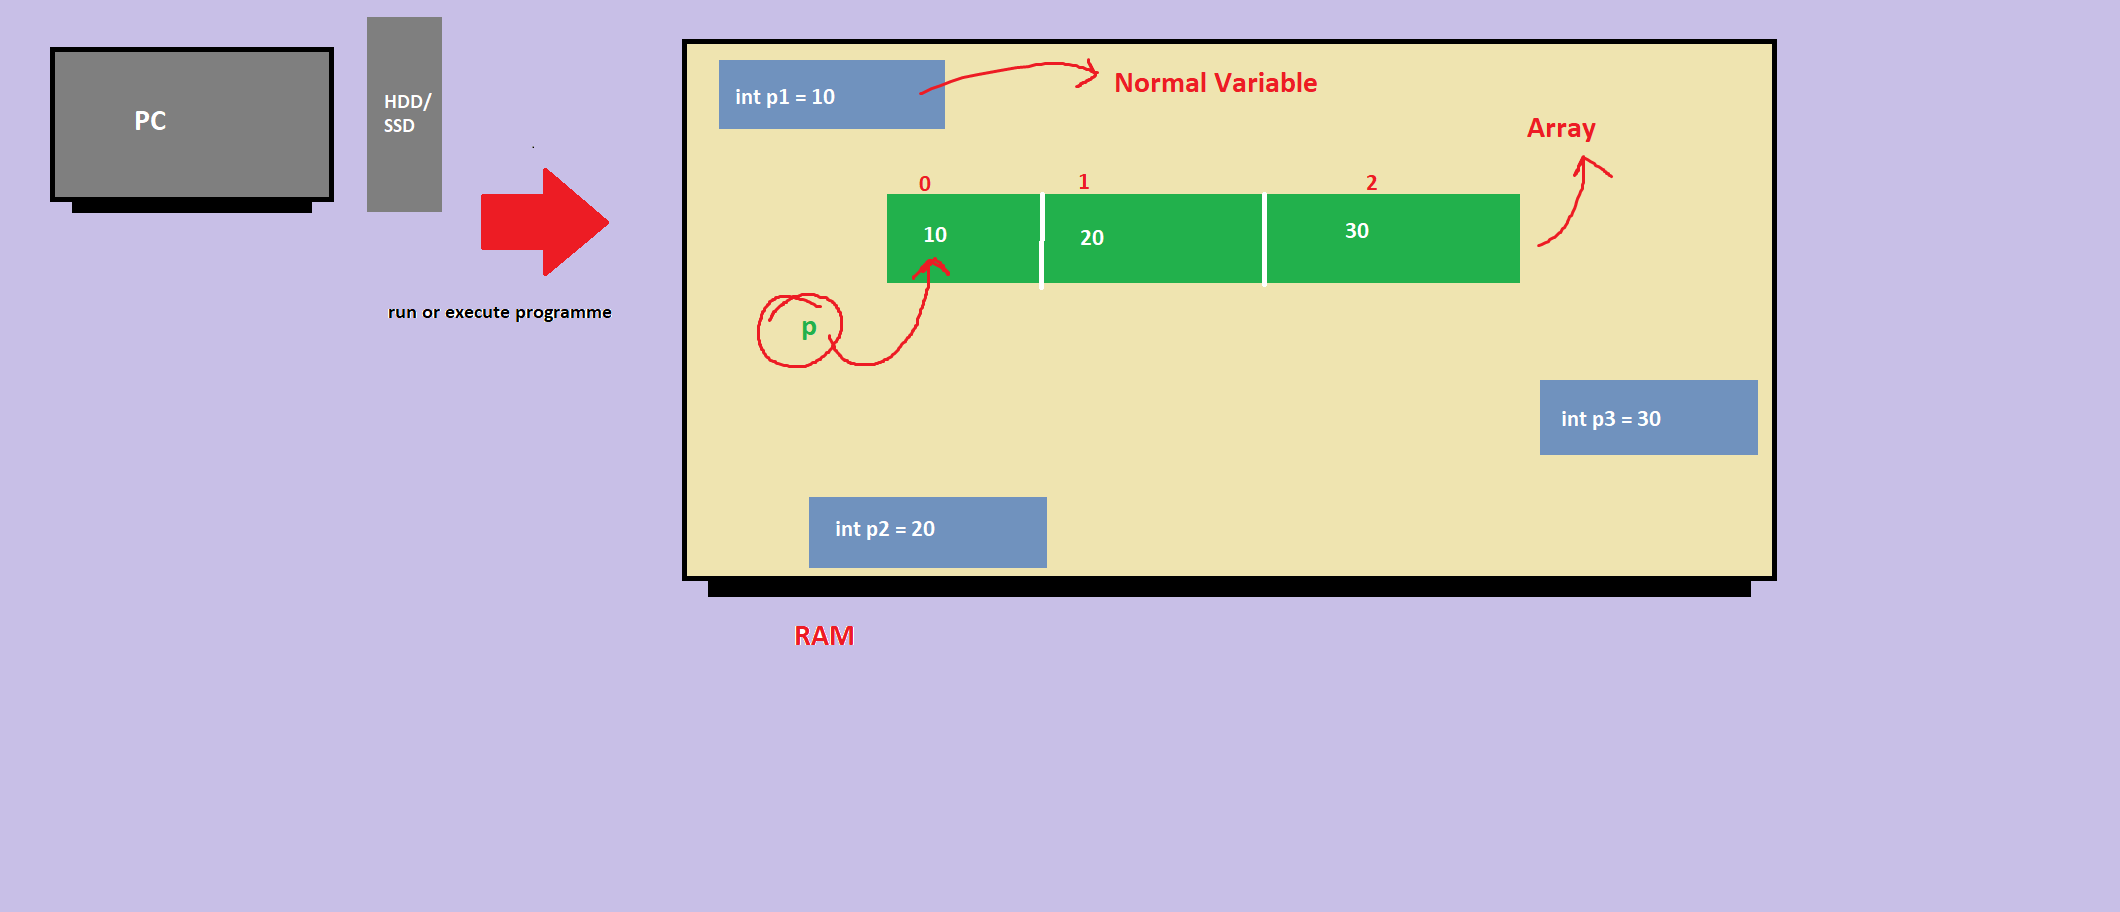 PC
HDD/
SSD
run or execute programme
int p1 = 10
Normal Variable
Array
0 1 2
10 20 30
p
int p3 = 30
int p2 = 20
RAM